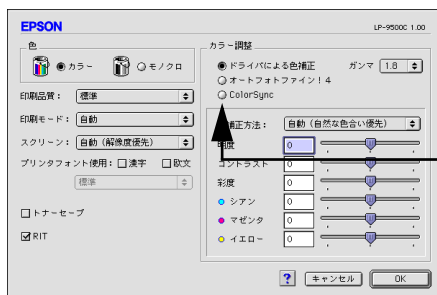 EPSON
LP-9500C 1.00
色
カラー
モノクロ
印刷品質：
標準
印刷モード：
自動
スクリーン：
自動（解像度優先）
プリンタフォント使用：
漢字
欧文
標準
トナーセーブ
RIT
カラー調整
ドライバによる色補正
ガンマ
1.8
オートフォトファイン！4
ColorSync
補正方法：
自動（自然な色合い優先）
明度
0
コントラスト
0
彩度
0
シアン
0
マゼンタ
0
イエロー
0
?
キャンセル
OK